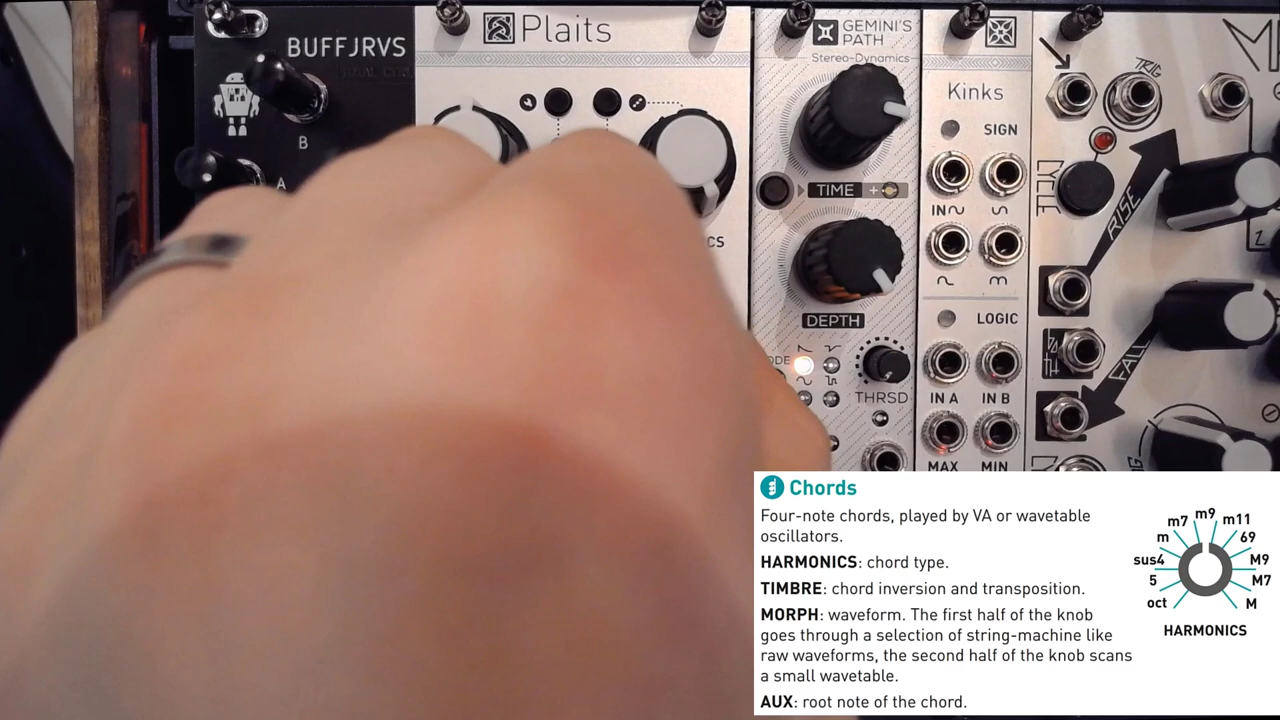 BUFFJRVS
B
A
Plaits
CS
GEMINI'S
PATH
Stereo-Dynamics
TIME
+
DEPTH
THRSD
Kinks
SIGN
IN
LOGIC
IN A
IN B
MAX
MIN
TRIG
CYCLE
RISE
FALL
Chords
Four-note chords, played by VA or wavetable
oscillators.
HARMONICS: chord type.
TIMBRE: chord inversion and transposition.
MORPH: waveform. The first half of the knob
goes through a selection of string-machine like
raw waveforms, the second half of the knob scans
a small wavetable.
AUX: root note of the chord.
oct
5
sus4
m
m7
m9
m11
69
M9
M7
M
HARMONICS